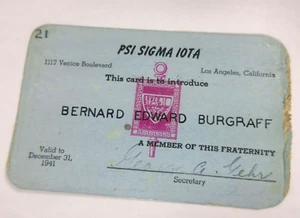 21
PSI SIGMA IOTA
1117 Venice Boulevard Los Angeles, California
This card is to introduce
BERNARD EDWARD BURGRAFF
A MEMBER OF THIS FRATERNITY
Valid to
December 31,
1941
Secretary